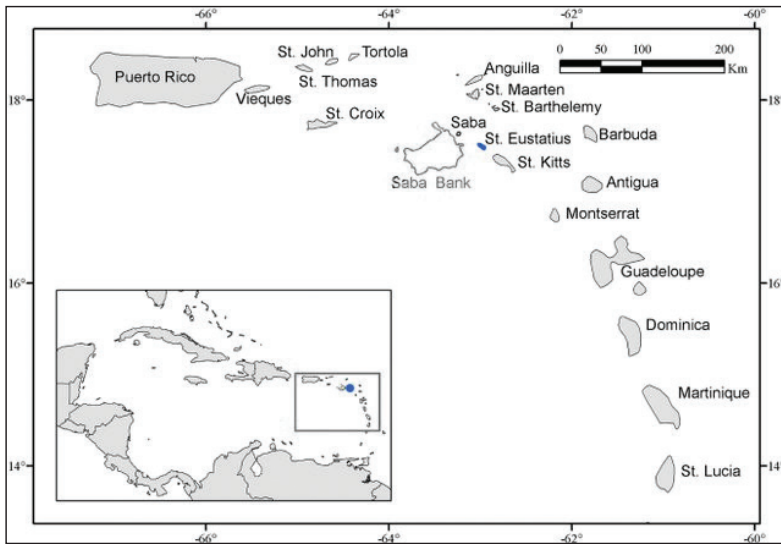 -66°
-64°
-62°
-60°
St. John
Tortola
Puerto Rico
St. Thomas
Vieques
St. Croix
Anguilla
St. Maarten
St. Barthelemy
Saba
St. Eustatius
St. Kitts
Saba Bank
Barbuda
Antigua
Montserrat
Guadeloupe
Dominica
Martinique
St. Lucia
0 50 100 200
Km
18°
18°
16°
16°
14°
14°
-66°
-64°
-62°
-60°